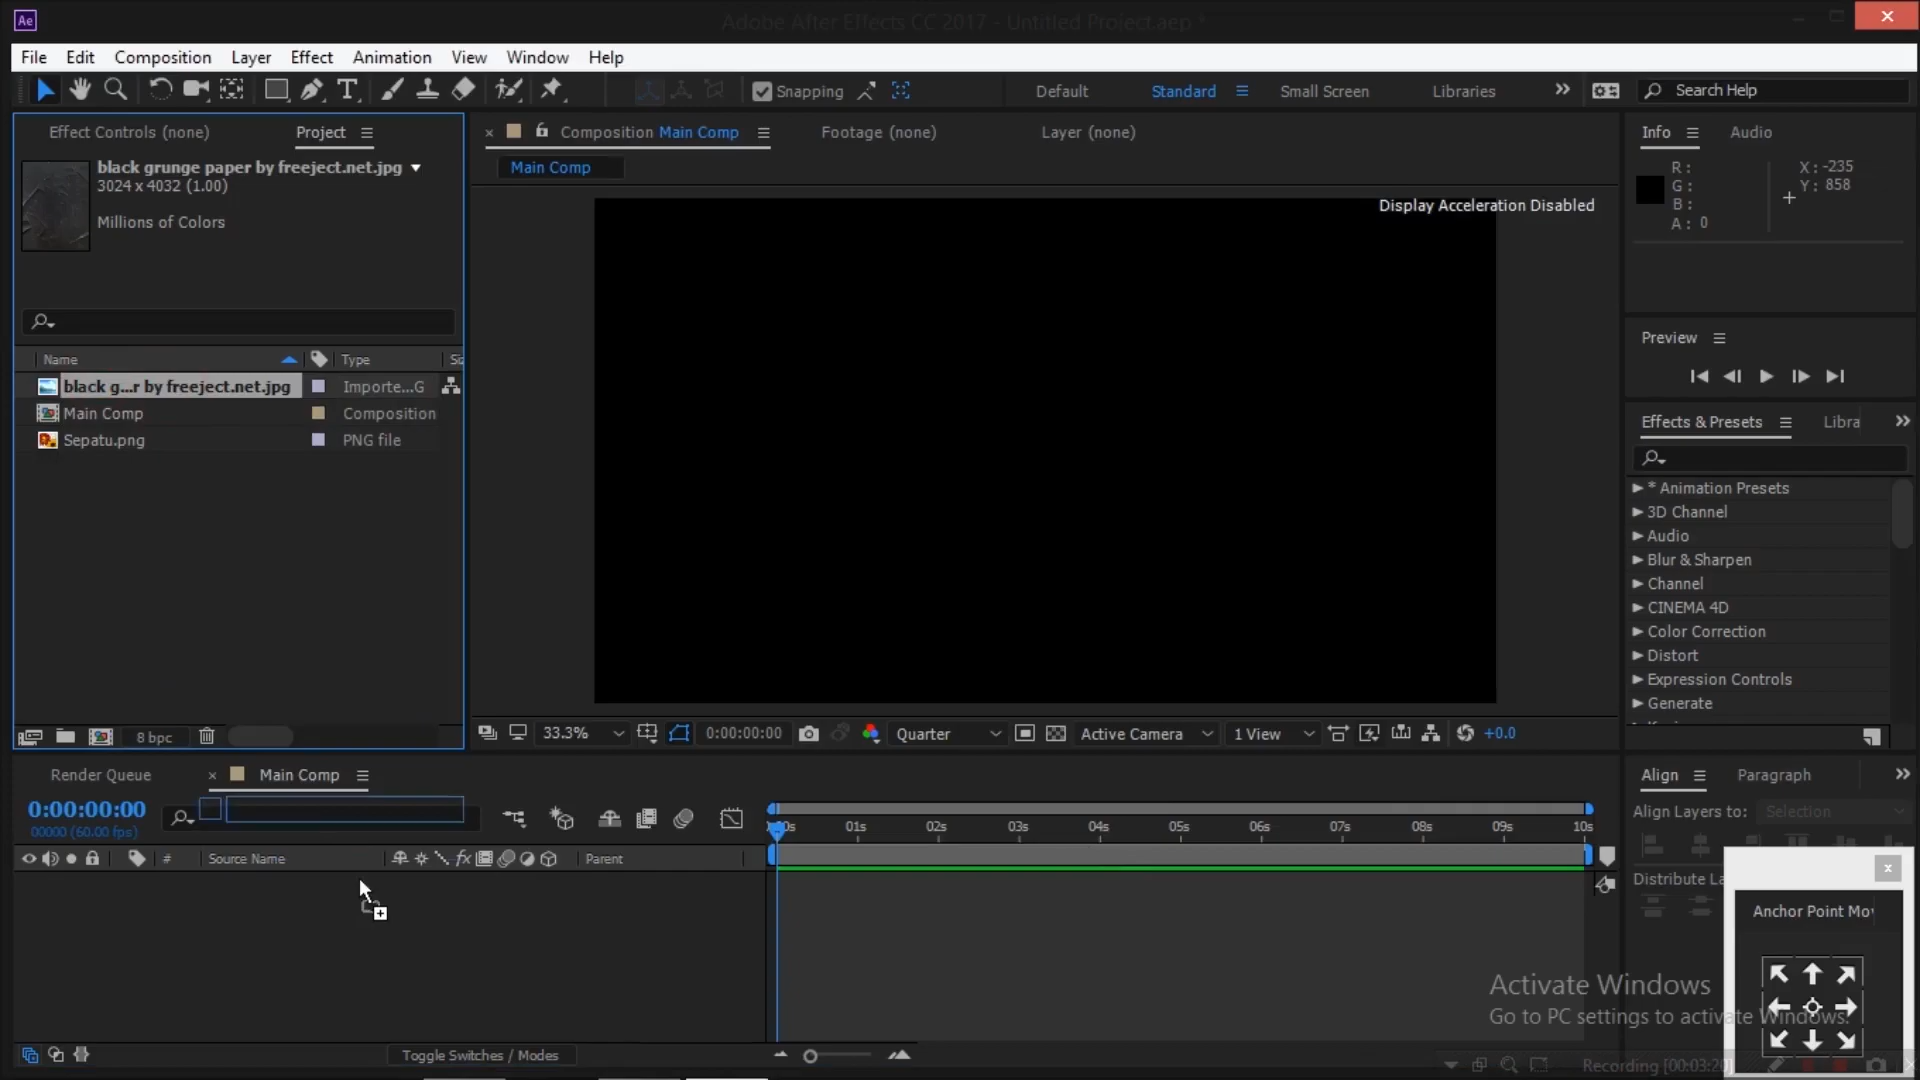 Ae
Adobe After Effects CC 2017 - Untitled Project.aep *
File Edit Composition Layer Effect Animation View Window Help
Snapping
Default Standard Small Screen Libraries
Search Help
Effect Controls (none) Project
black grunge paper by freeject.net.jpg
3024 x 4032 (1.00)
Millions of Colors
Name Type
black g...r by freeject.net.jpg Importe...G
Main Comp Composition
Sepatu.png PNG file
8 bpc
Composition Main Comp
Footage (none)
Layer (none)
Main Comp
Display Acceleration Disabled
33.3%
0:00:00:00
Quarter
Active Camera
1 View
+0.0
Info Audio
R :
G :
B :
A : 0
X : -235
Y : 858
Preview
Effects & Presets Libra
* Animation Presets
3D Channel
Audio
Blur & Sharpen
Channel
CINEMA 4D
Color Correction
Distort
Expression Controls
Generate
Render Queue Main Comp
0:00:00:00
00000 (60.00 fps)
# Source Name fx Parent
01s 02s 03s 04s 05s 06s 07s 08s 09s 10s
Toggle Switches / Modes
Align Paragraph
Align Layers to: Selection
Distribute La
Anchor Point Mov
Activate Windows
Go to PC settings to activate Windows.
Recording [00:03:20]